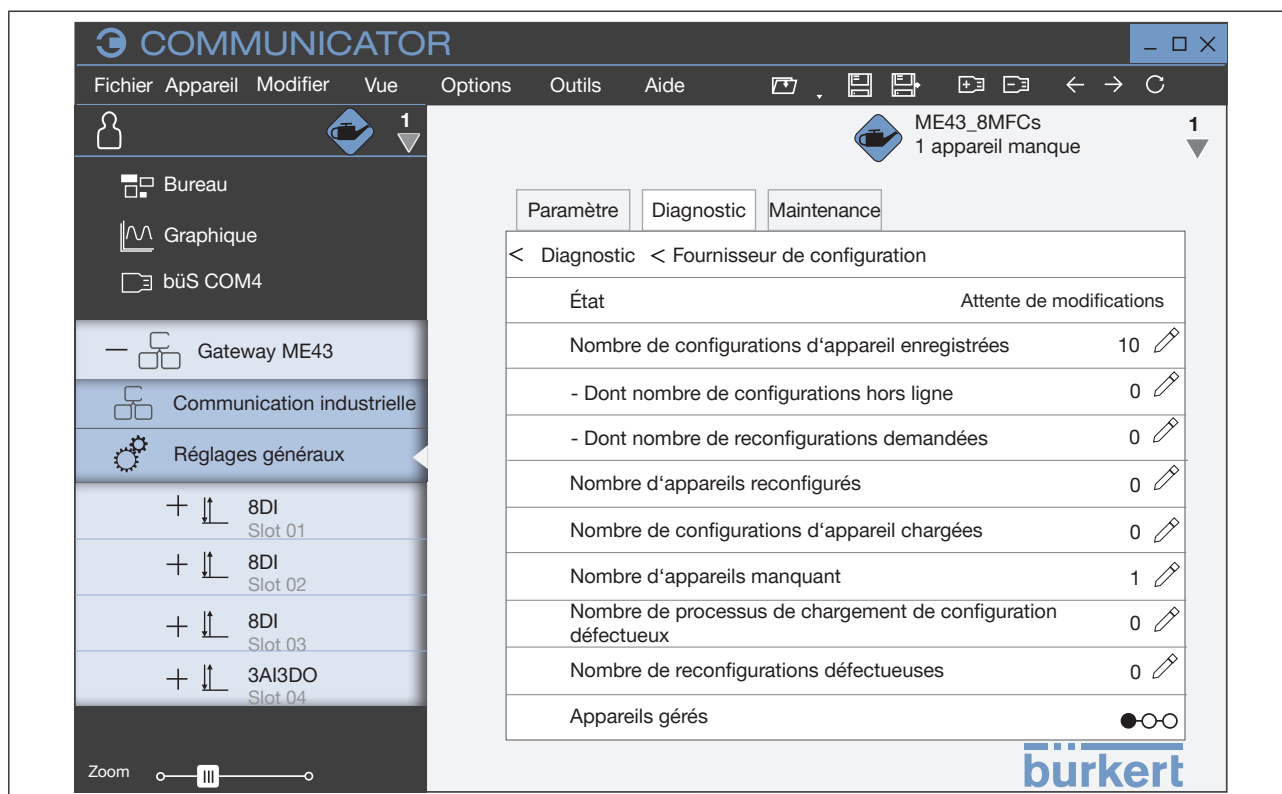 COMMUNICATOR
Fichier Appareil Modifier Vue Options Outils Aide
1
ME43_8MFCs
1 appareil manque
1
Bureau
Graphique
büS COM4
Gateway ME43
Communication industrielle
Réglages généraux
8DI
Slot 01
8DI
Slot 02
8DI
Slot 03
3AI3DO
Slot 04
Zoom
Paramètre Diagnostic Maintenance
< Diagnostic < Fournisseur de configuration
État Attente de modifications
Nombre de configurations d‘appareil enregistrées 10
- Dont nombre de configurations hors ligne 0
- Dont nombre de reconfigurations demandées 0
Nombre d‘appareils reconfigurés 0
Nombre de configurations d‘appareil chargées 0
Nombre d‘appareils manquant 1
Nombre de processus de chargement de configuration
défectueux 0
Nombre de reconfigurations défectueuses 0
Appareils gérés
bürkert